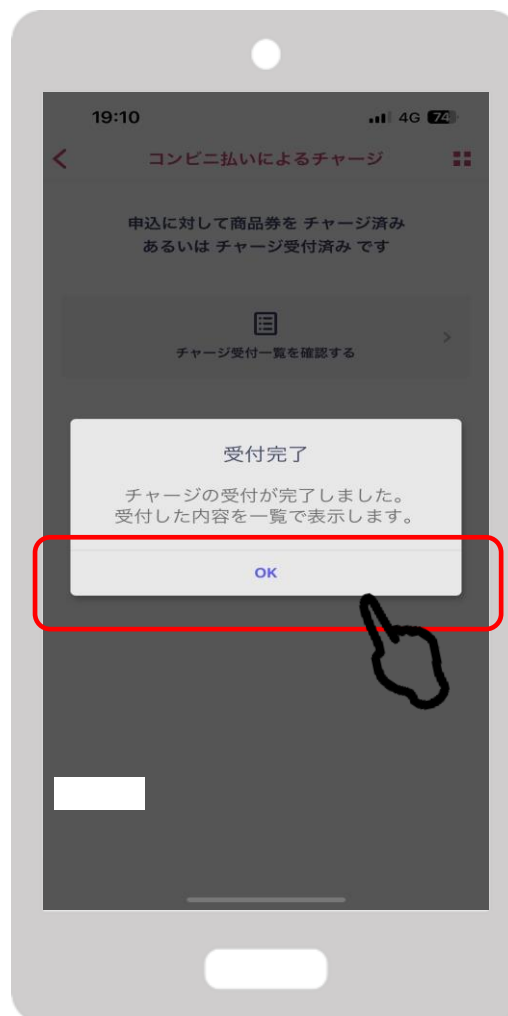 19:10 4G 74
コンビニ払いによるチャージ
申込に対して商品券を チャージ済み
あるいは チャージ受付済み です
チャージ受付一覧を確認する
受付完了
チャージの受付が完了しました。
受付した内容を一覧で表示します。
OK